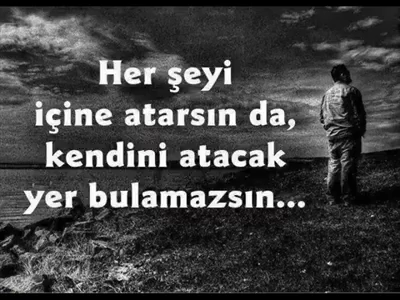 Her şeyi
içine atarsın da,
kendini atacak
yer bulamazsın...